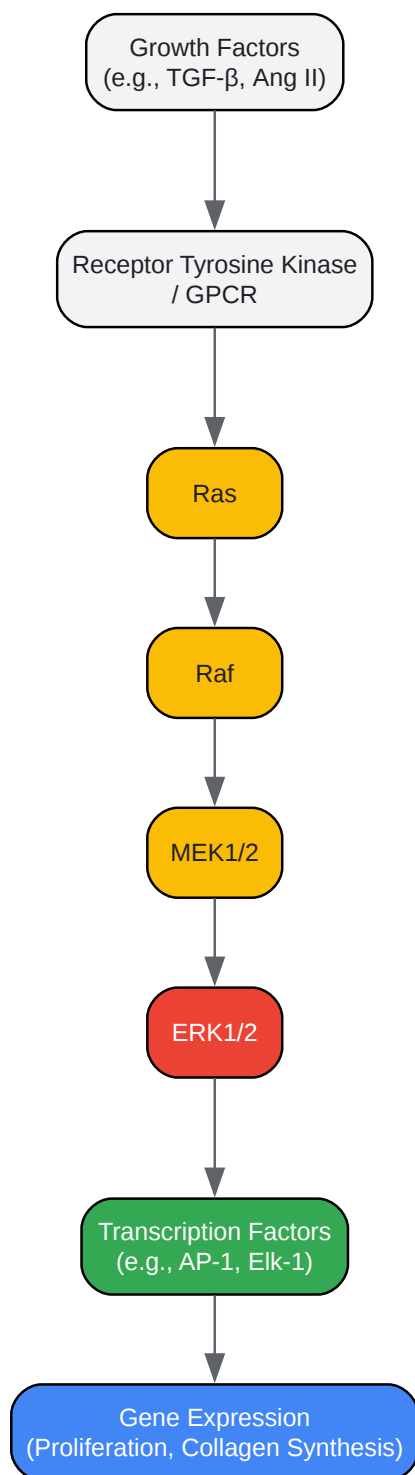 Growth Factors
(e.g., TGF-β, Ang II)
Receptor Tyrosine Kinase
/ GPCR
Ras
Raf
MEK1/2
ERK1/2
Transcription Factors
(e.g., AP-1, Elk-1)
Gene Expression
(Proliferation, Collagen Synthesis)